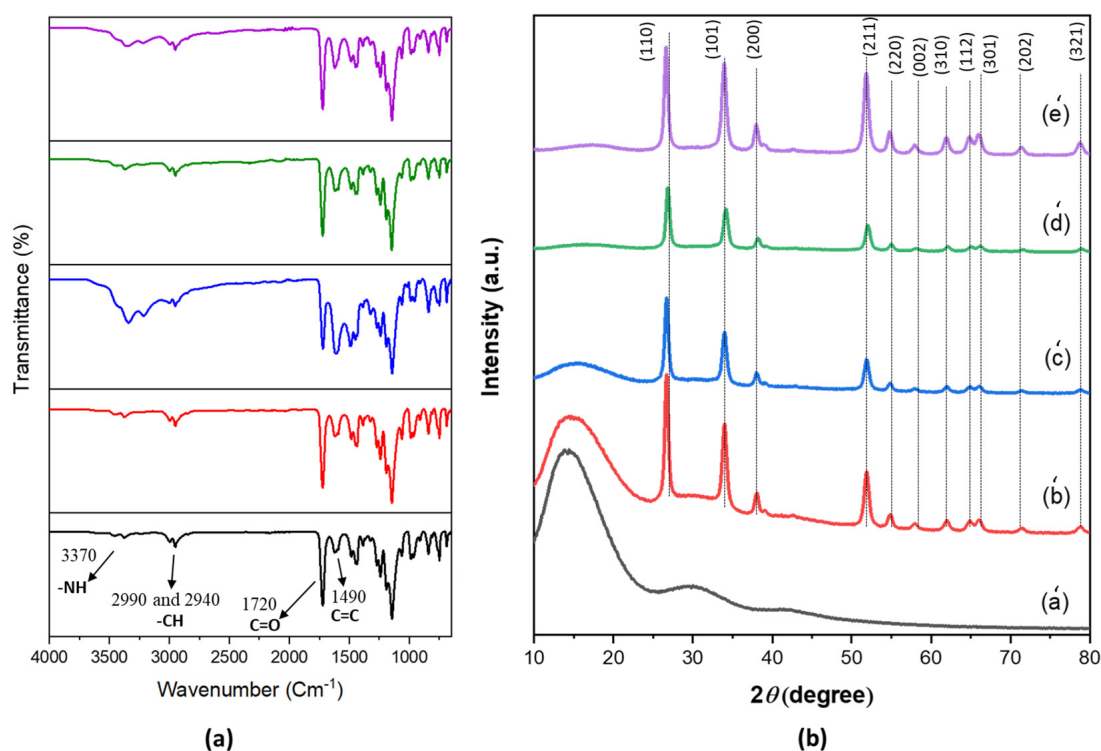 Transmittance (%)
3370
-NH
2990 and 2940
-CH
1720
C=O
1490
C=C
4000 3500 3000 2500 2000 1500 1000
Wavenumber (Cm⁻¹)
(a)
Intensity (a.u.)
(110) (101) (200) (211) (220) (002) (310) (112) (301) (202) (321)
(é)
(d́)
(ć)
(b́)
(á)
10 20 30 40 50 60 70 80
2θ (degree)
(b)